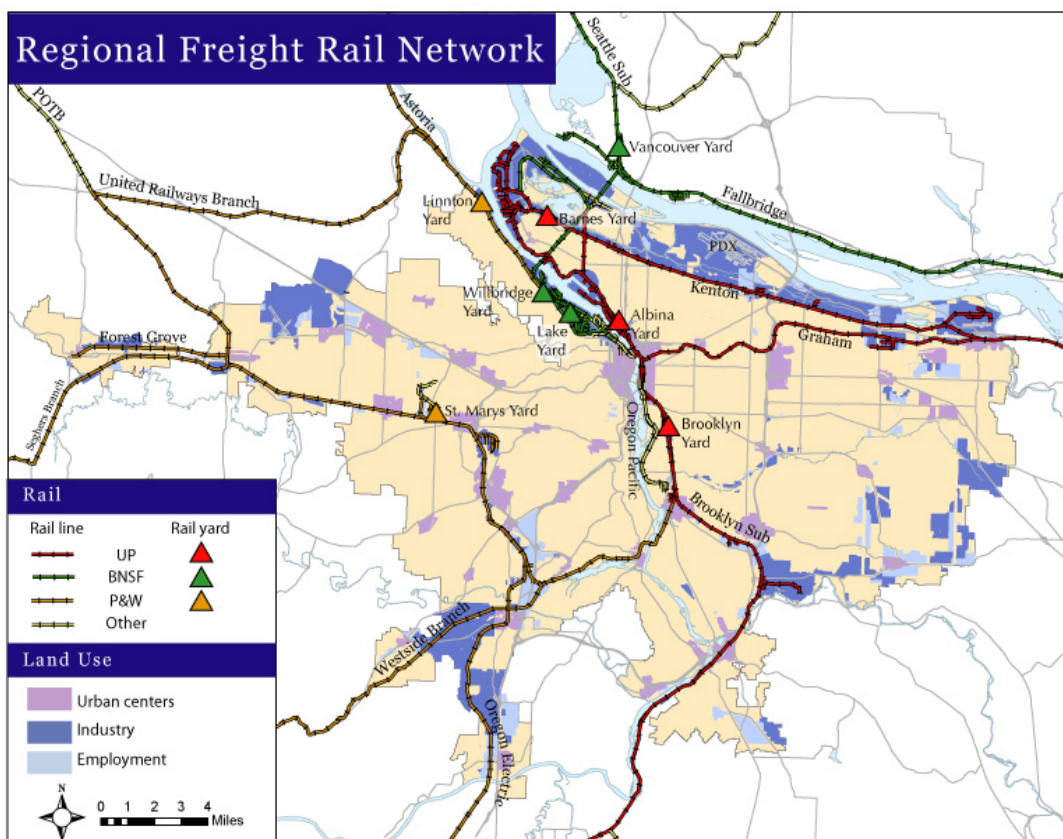 Regional Freight Rail Network
Seattle Sub
POTB
Astoria
Vancouver Yard
United Railways Branch
Fallbridge
Linnton
Yard
Barnes Yard
PDX
Kenton
Willbridge
Yard
Albina
Yard
Lake
Yard
Graham
Forest Grove
Seghers Branch
St. Marys Yard
Oregon Pacific
Brooklyn
Yard
Brooklyn Sub
Westside Branch
Oregon Electric
Rail
Rail line
Rail yard
UP
BNSF
P&W
Other
Land Use
Urban centers
Industry
Employment
N
0 1 2 3 4
Miles